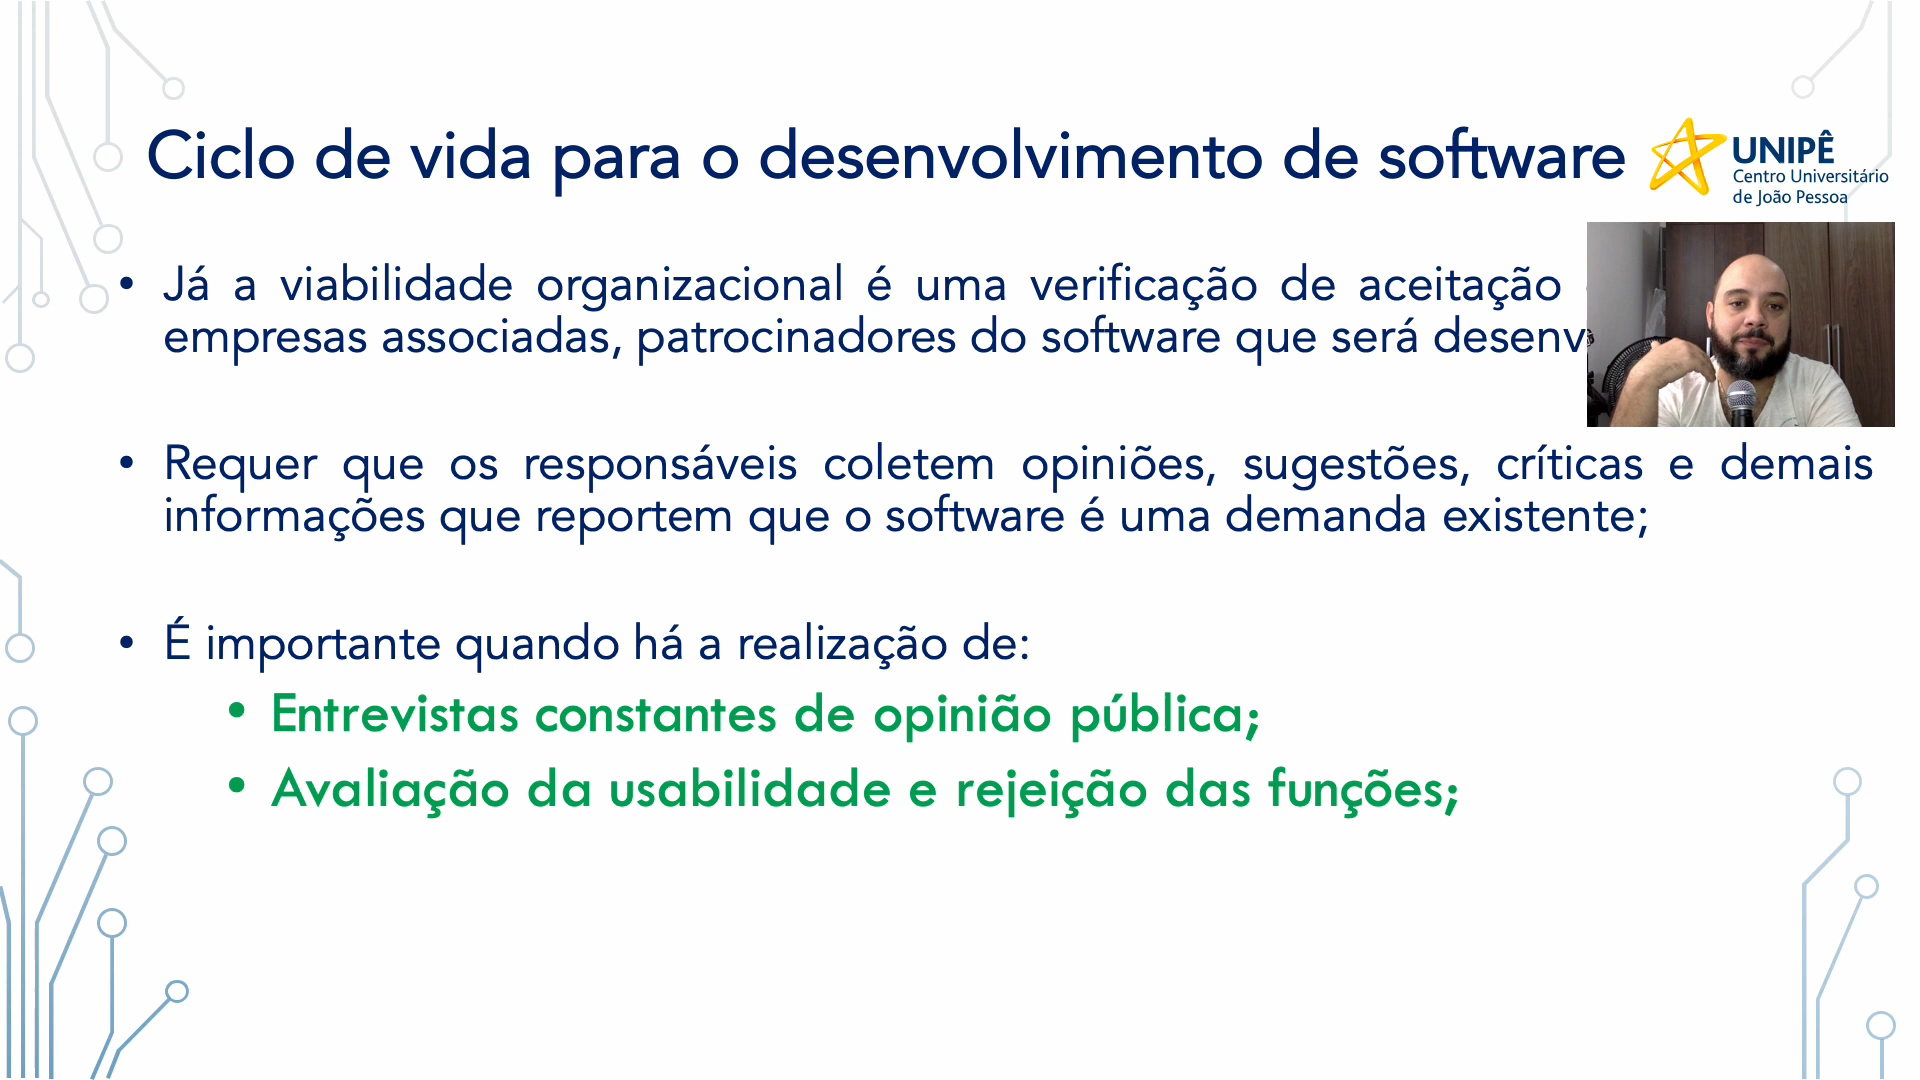 Ciclo de vida para o desenvolvimento de software
UNIPÊ
Centro Universitário
de João Pessoa
• Já a viabilidade organizacional é uma verificação de aceitação
empresas associadas, patrocinadores do software que será
• Requer que os responsáveis coletem opiniões, sugestões, críticas e demais
informações que reportem que o software é uma demanda existente;
• É importante quando há a realização de:
• Entrevistas constantes de opinião pública;
• Avaliação da usabilidade e rejeição das funções;